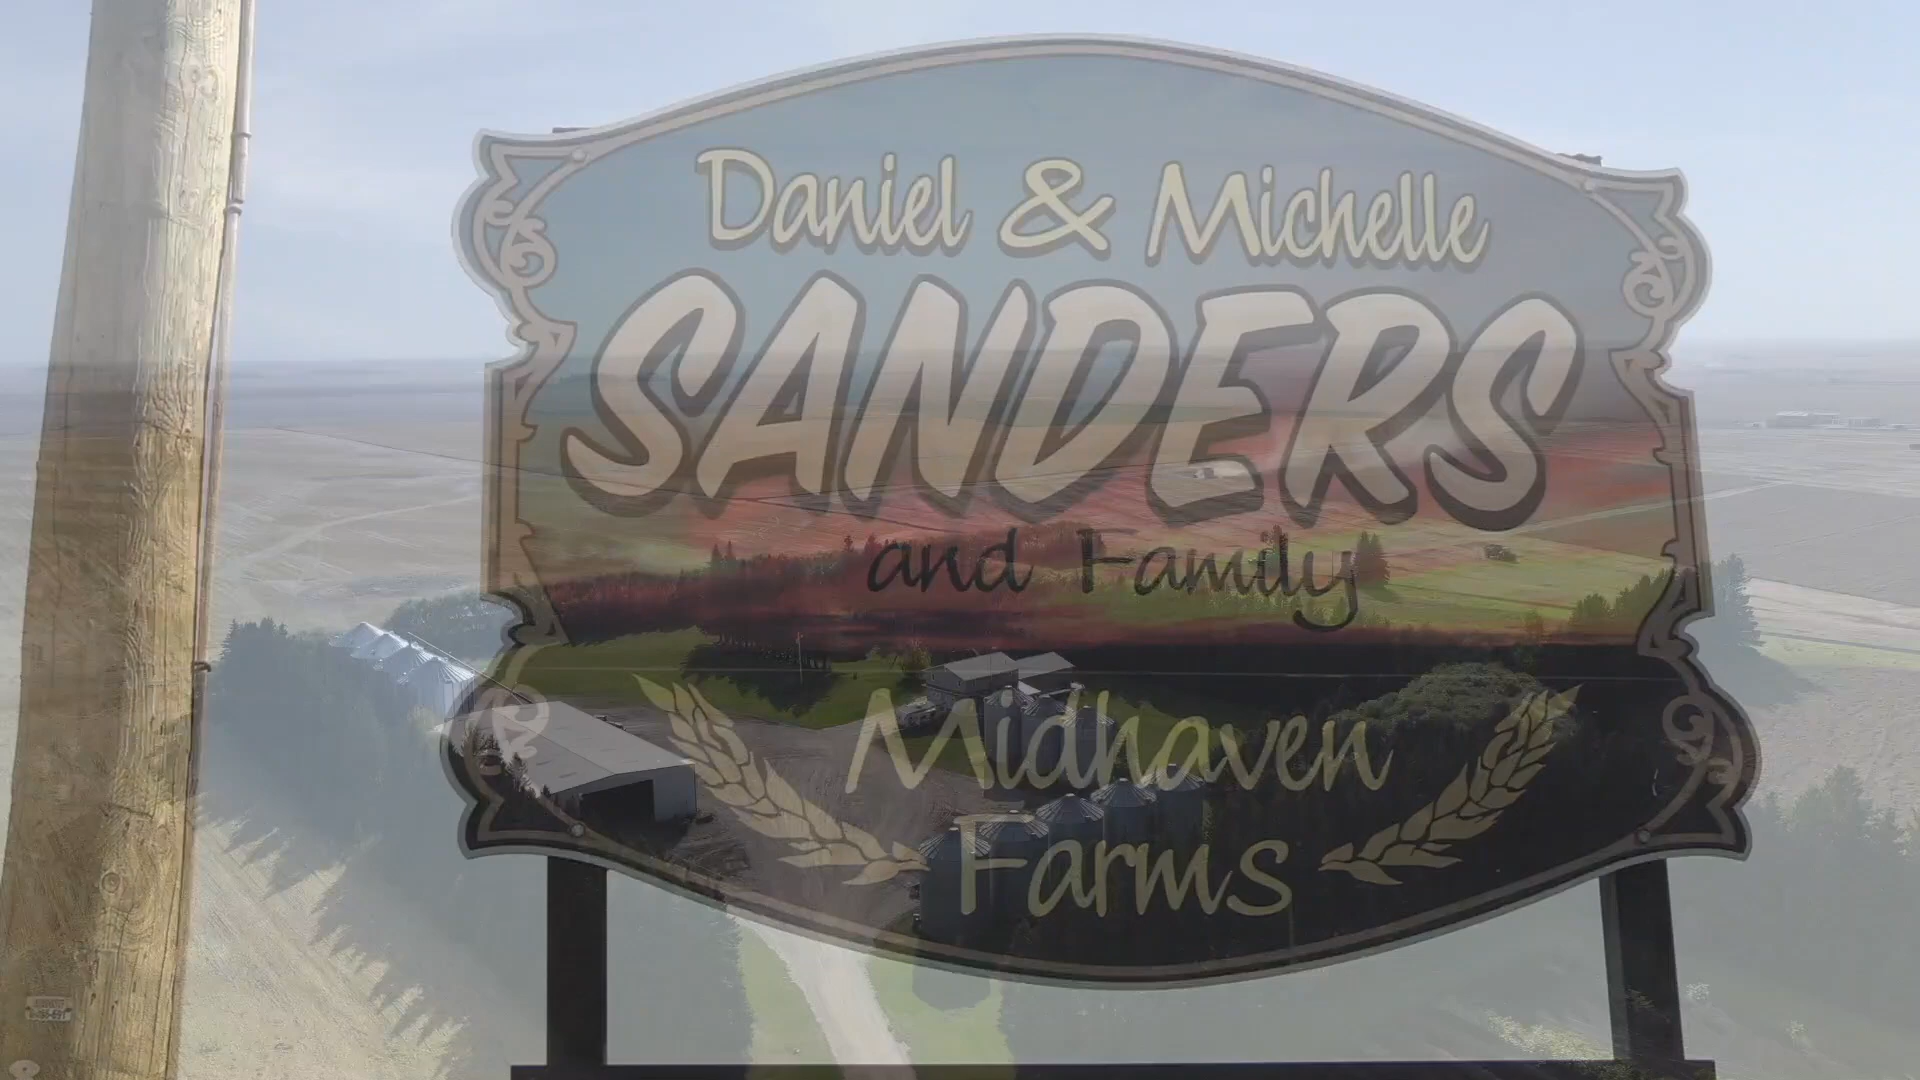 Daniel & Michelle
SANDERS
and Family
Midhaven
Farms